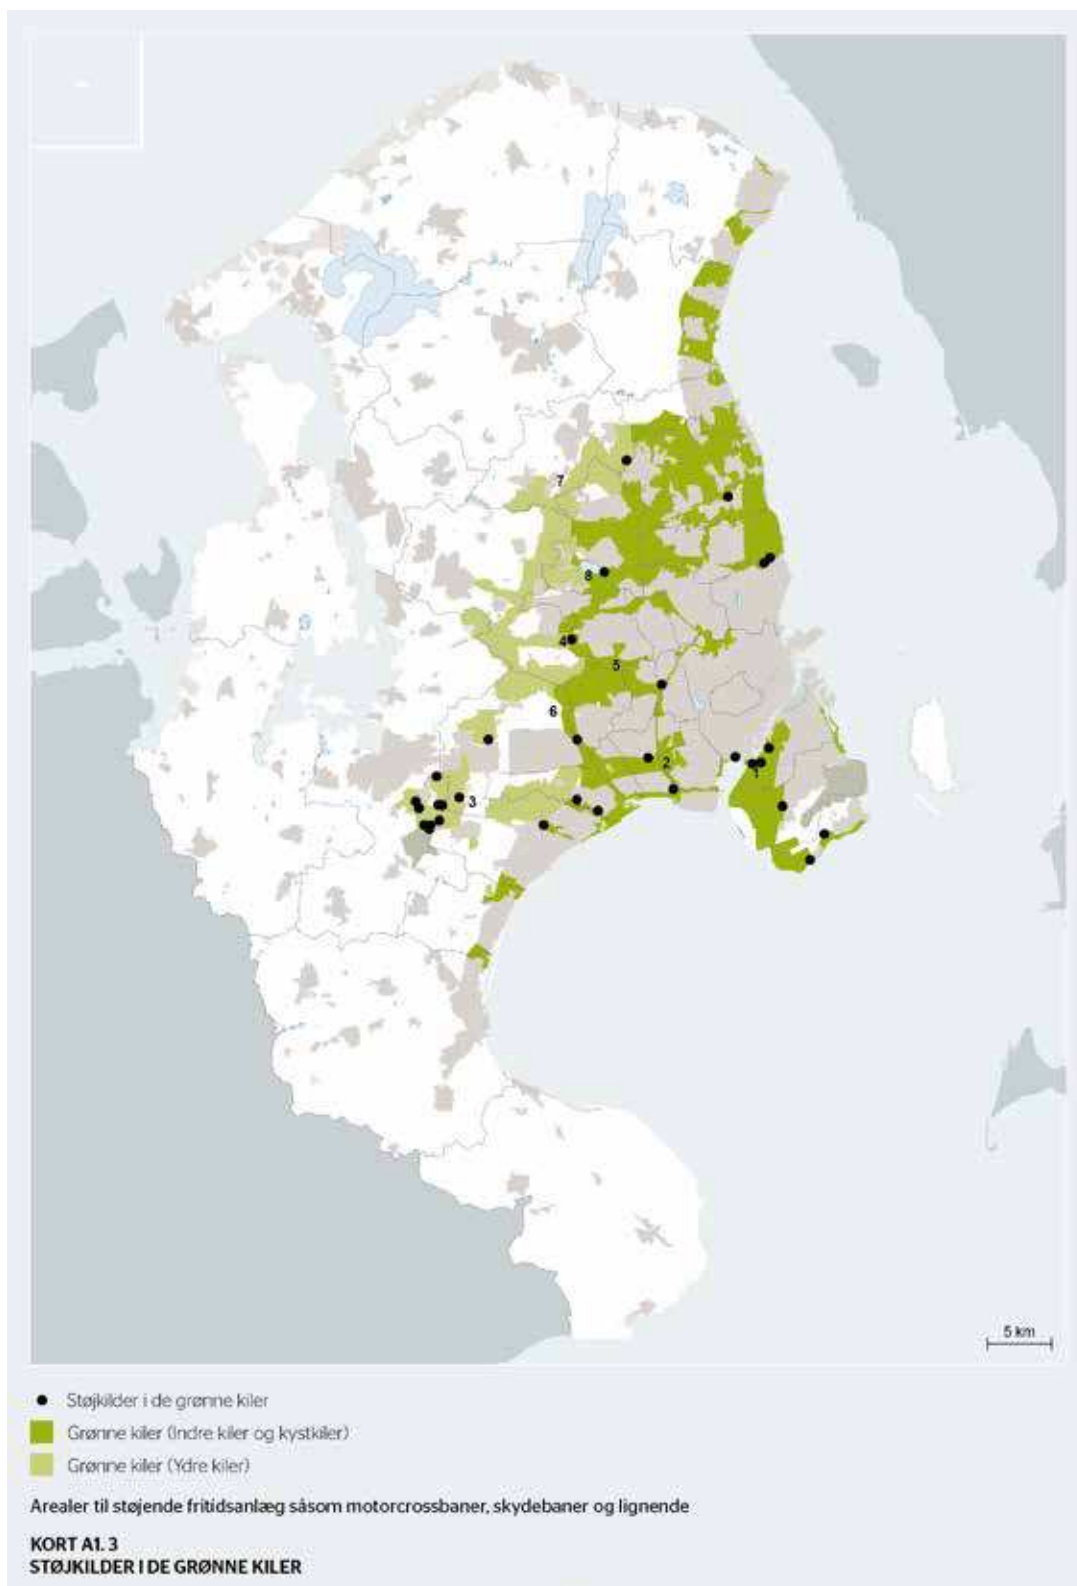 7
8
4
5
6
2
1
3
5 km
Støjkilder i de grønne kiler
Grønne kiler (Indre kiler og kystkiler)
Grønne kiler (Ydre kiler)
Arealer til støjende fritidsanlæg såsom motorcrossbaner, skydebaner og lignende
KORT A1. 3
STØJKILDER I DE GRØNNE KILER